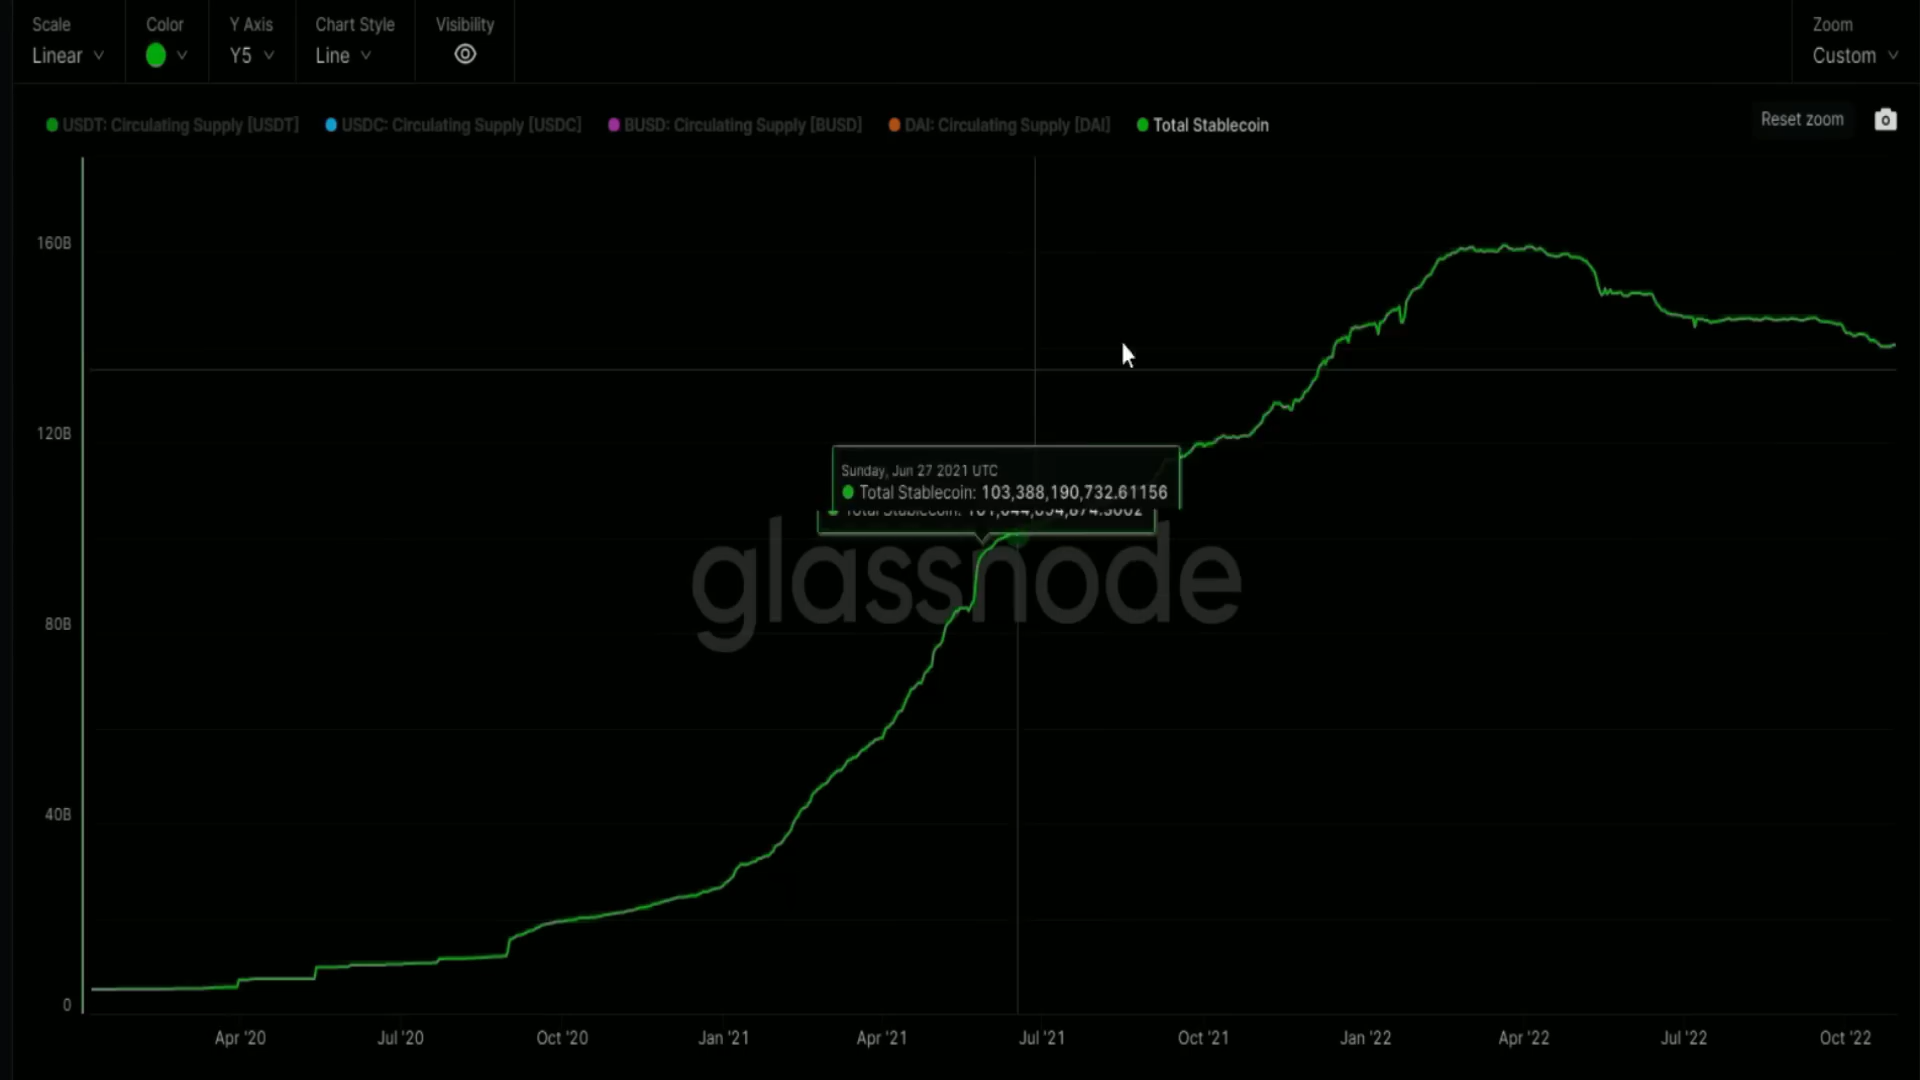 Scale
Linear
Color
Y Axis
Y5
Chart Style
Line
Visibility
Zoom
Custom
USDT: Circulating Supply [USDT]
USDC: Circulating Supply [USDC]
BUSD: Circulating Supply [BUSD]
DAI: Circulating Supply [DAI]
Total Stablecoin
Reset zoom
160B
120B
80B
40B
0
Sunday, Jun 27 2021 UTC
Total Stablecoin: 103,388,190,732.61156
Total Stablecoin:
glassnode
Apr '20
Jul '20
Oct '20
Jan '21
Apr '21
Jul '21
Oct '21
Jan '22
Apr '22
Jul '22
Oct '22